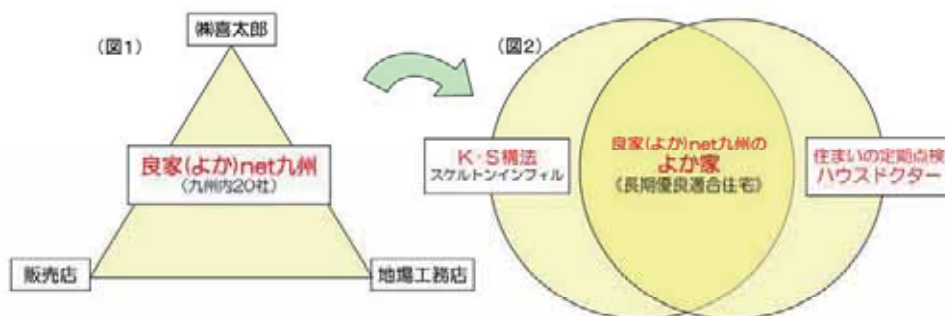 (図1)
㈱喜太郎
良家(よか)net九州
(九州内20社)
販売店
地場工務店
(図2)
K・S構法
スケルトンインフィル
良家(よか)net九州の
よか家
《長期優良適合住宅》
住まいの定期点検
ハウスドクター